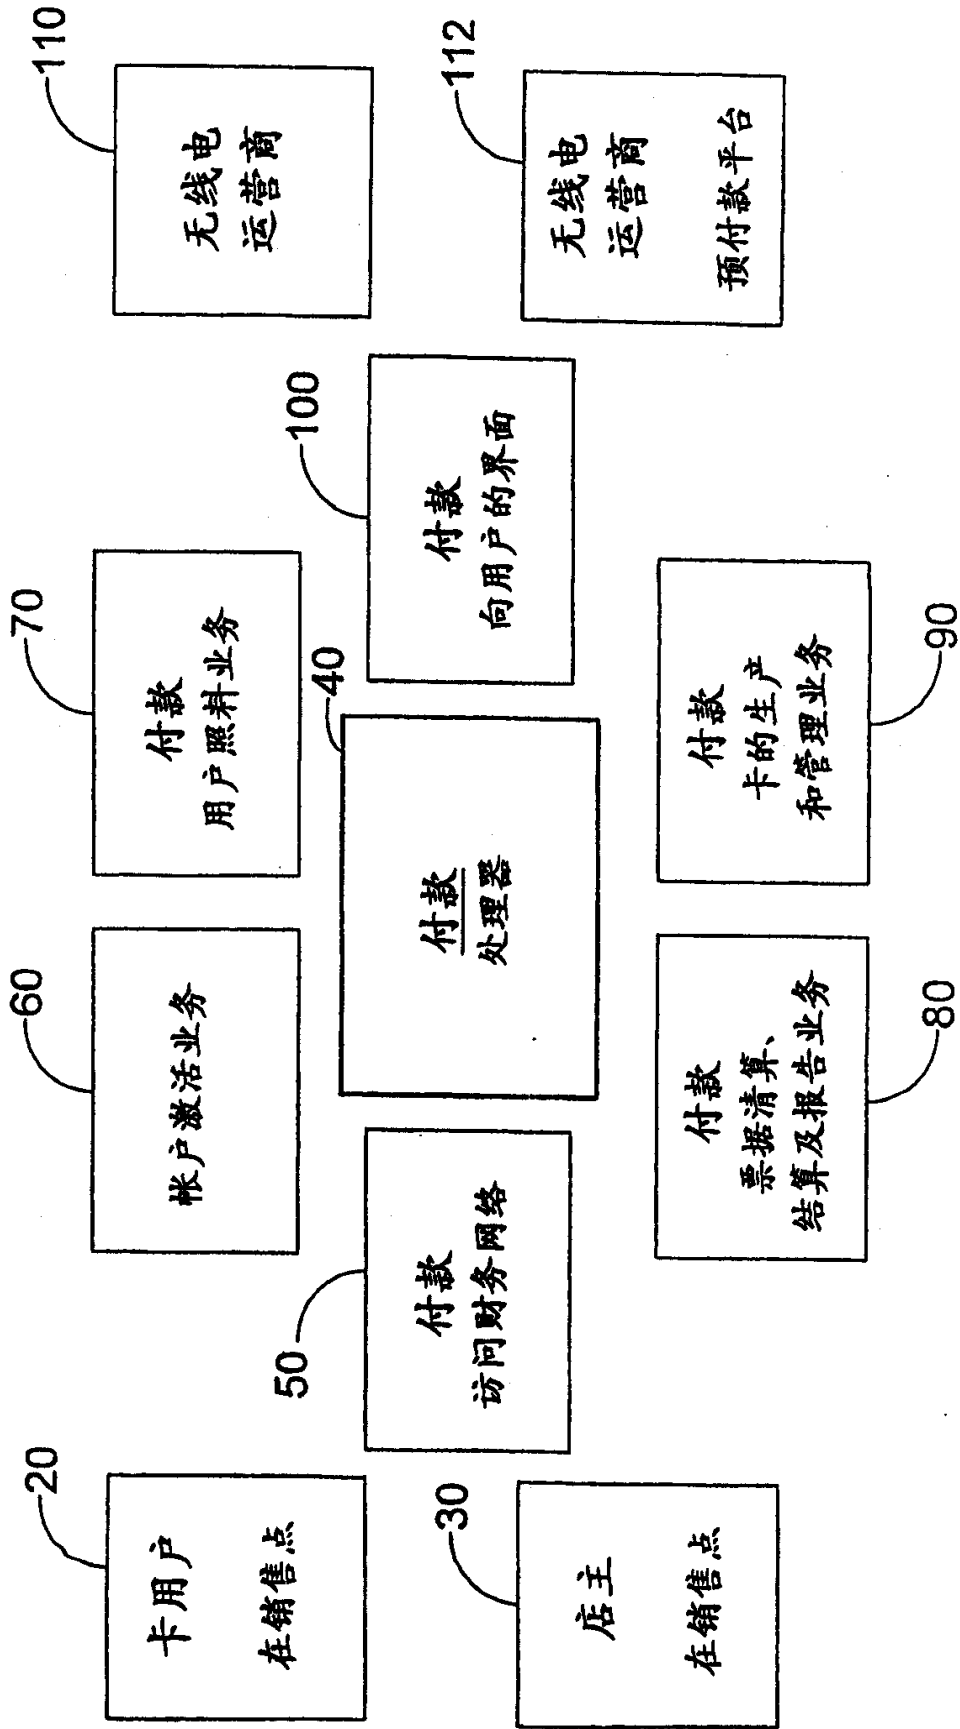 20
卡用户
在销售点
30
店主
在销售点
50
付款
访问财务网络
60
帐户激活业务
70
付款
用户照料业务
40
付款
处理器
80
付款
票据清算、
结算及报告业务
90
付款
卡的生产
和管理业务
100
付款
向用户的界面
110
无线电
运营商
112
无线电
运营商
预付款平台